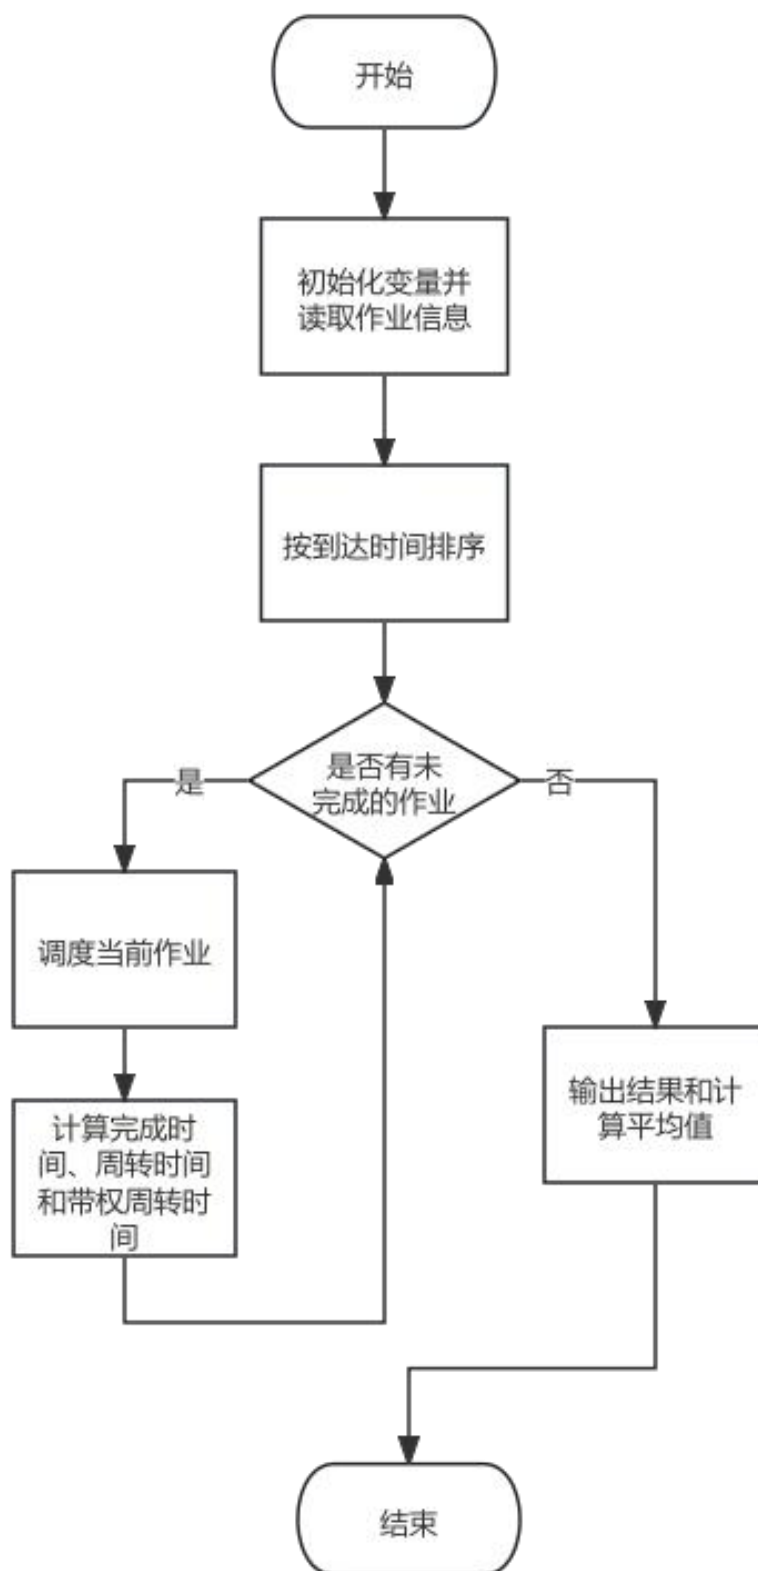 开始
初始化变量并
读取作业信息
按到达时间排序
是否有未
完成的作业
是
否
调度当前作业
计算完成时
间、周转时间
和带权周转时
间
输出结果和计
算平均值
结束